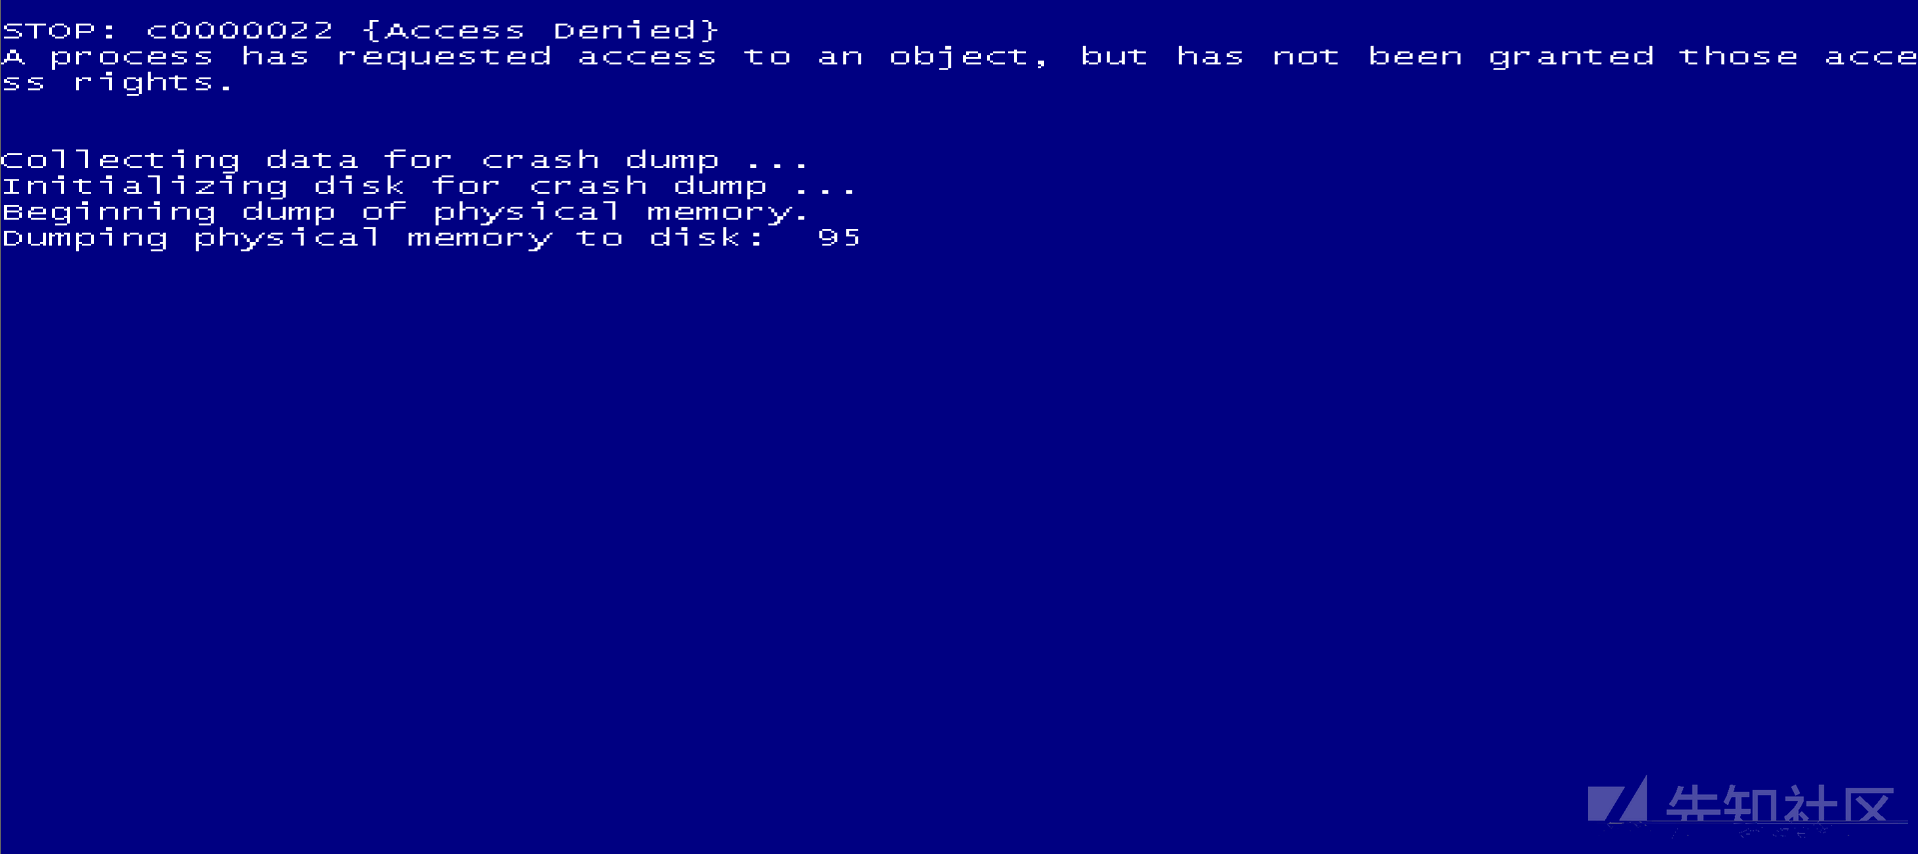 STOP: c0000022 {Access Denied}
A process has requested access to an object, but has not been granted those acce
ss rights.
Collecting data for crash dump ...
Initializing disk for crash dump ...
Beginning dump of physical memory.
Dumping physical memory to disk:  95
先知社区